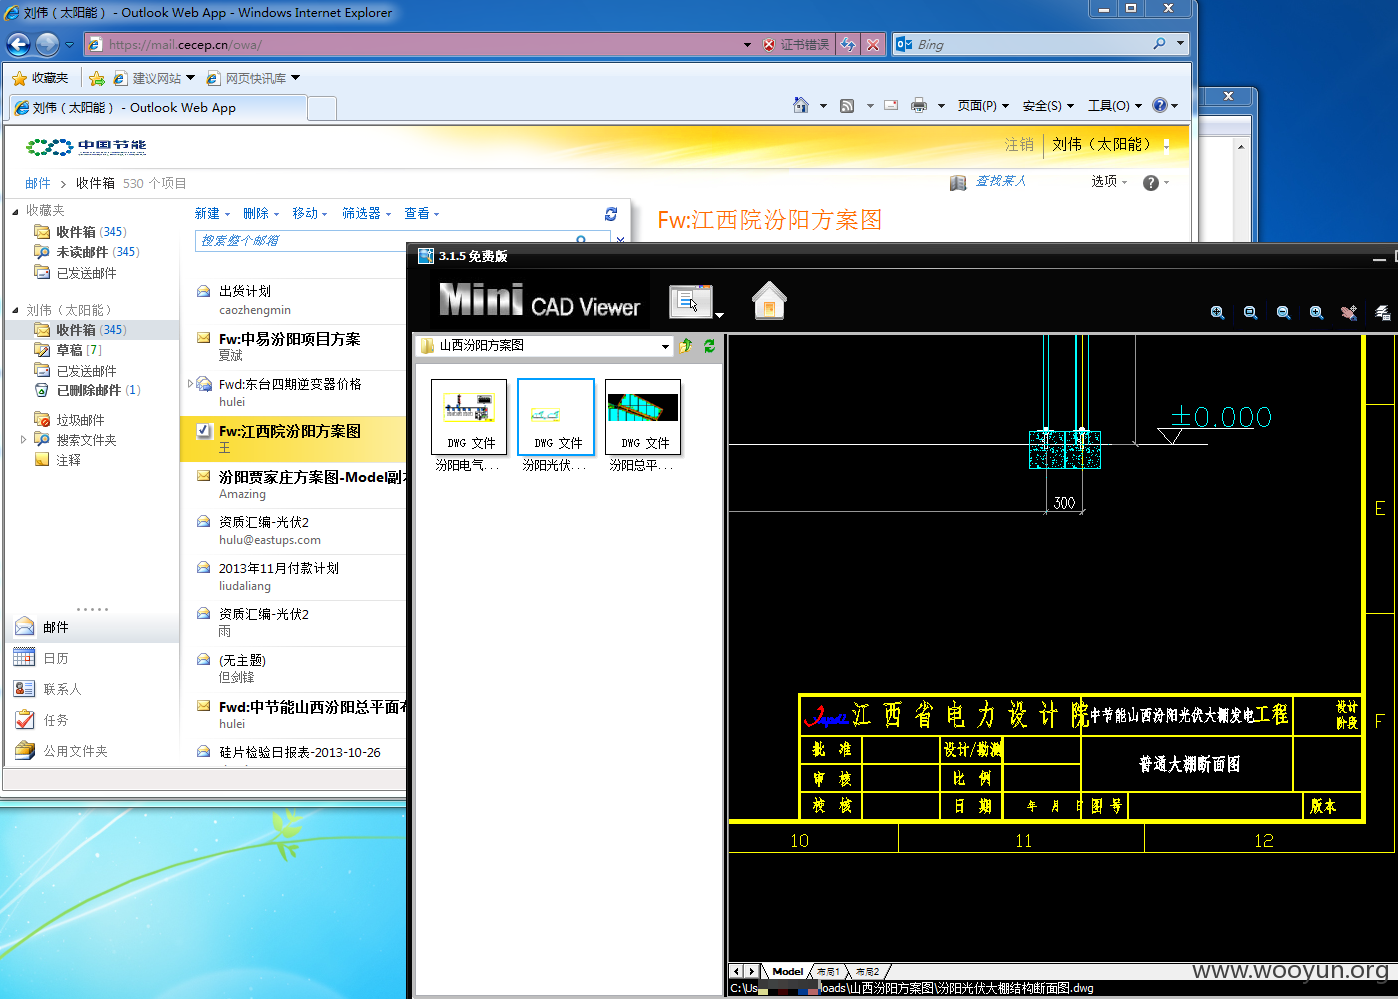 刘伟（太阳能） - Outlook Web App - Windows Internet Explorer
https://mail.cecep.cn/owa/
证书错误
Bing
收藏夹
建议网站
网页快讯库
刘伟（太阳能） - Outlook Web App
页面(P)
安全(S)
工具(O)
中国节能
注销
刘伟（太阳能）
邮件 › 收件箱 530 个项目
查找某人
选项
收藏夹
收件箱 (345)
未读邮件 (345)
已发送邮件
刘伟（太阳能）
收件箱 (345)
草稿 [7]
已发送邮件
已删除邮件 (1)
垃圾邮件
搜索文件夹
注释
邮件
日历
联系人
任务
公用文件夹
新建
删除
移动
筛选器
查看
搜索整个邮箱
出货计划
caozhengmin
Fw:中易汾阳项目方案
夏斌
Fwd:东台四期逆变器价格
hulei
Fw:江西院汾阳方案图
王
汾阳贾家庄方案图-Model副本
Amazing
资质汇编-光伏2
hulu@eastups.com
2013年11月付款计划
liudaliang
资质汇编-光伏2
雨
(无主题)
但剑锋
Fwd:中节能山西汾阳总平面布
hulei
硅片检验日报表-2013-10-26
Fw:江西院汾阳方案图
3.1.5 免费版
Mini CAD Viewer
山西汾阳方案图
DWG 文件
DWG 文件
DWG 文件
汾阳电气...
汾阳光伏...
汾阳总平...
±0.000
300
E
F
江西省电力设计院
中节能山西汾阳光伏大棚发电工程
设计
阶段
批 准
设计/勘测
普通大棚断面图
审 核
比 例
校 核
日 期
年 月 日
图 号
版本
10
11
12
Model
布局1
布局2
C:\Us
loads\山西汾阳方案图\汾阳光伏大棚结构断面图.dwg
www.wooyun.org